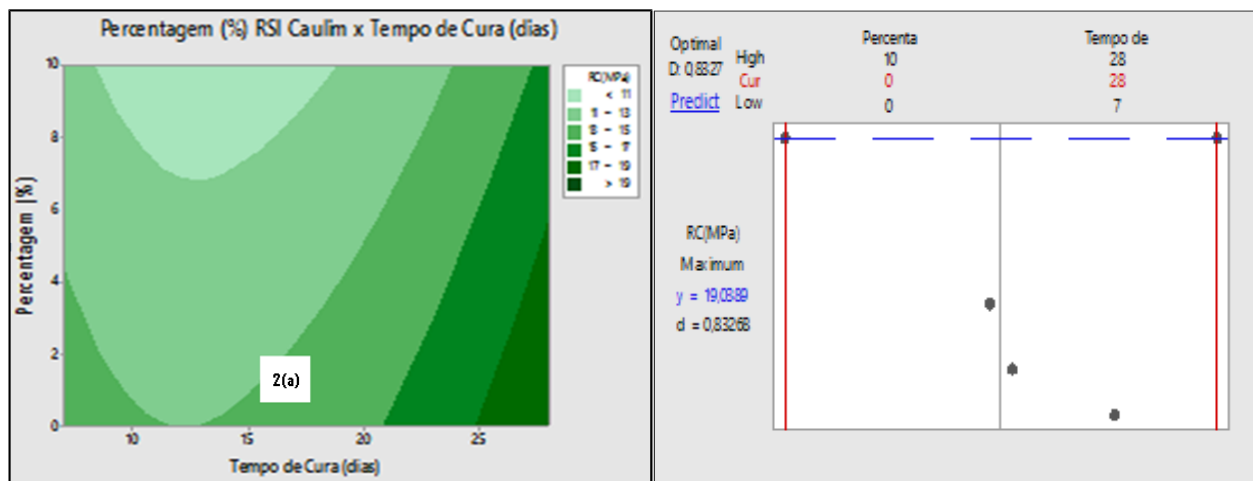 Percentagem (%) RSI Caulim x Tempo de Cura (dias)
10
8
6
4
2
0
Percentagem (%)
10
15
20
25
Tempo de Cura (dias)
2(a)
RC(MPa)
< 11
11 - 13
13 - 15
15 - 17
17 - 19
> 19
Optimal
D: 0,8327
Predict
High
Cur
Low
Percenta
10
0
0
Tempo de
28
28
7
RC(MPa)
Maximum
y = 19,0389
d = 0,83268